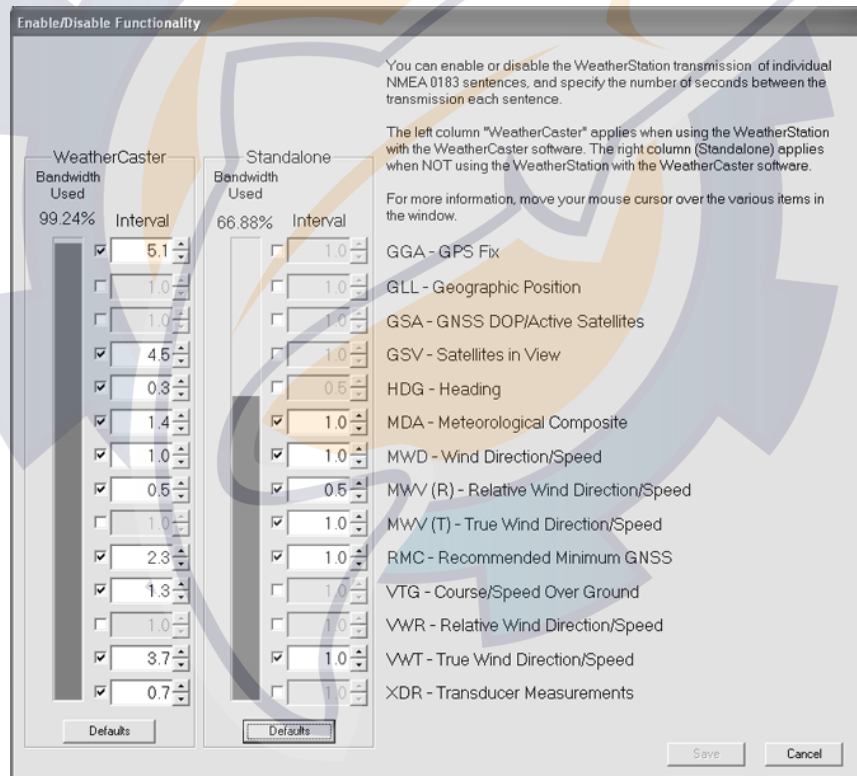 Enable/Disable Functionality
You can enable or disable the WeatherStation transmission of individual
NMEA 0183 sentences, and specify the number of seconds between the
transmission each sentence.
The left column "WeatherCaster" applies when using the WeatherStation
with the WeatherCaster software. The right column (Standalone) applies
when NOT using the WeatherStation with the WeatherCaster software.
For more information, move your mouse cursor over the various items in
the window.
WeatherCaster Standalone
Bandwidth Bandwidth
Used Used
99.24% Interval 66.88% Interval
5.1 1.0 GGA - GPS Fix
1.0 1.0 GLL - Geographic Position
1.0 1.0 GSA - GNSS DOP/Active Satellites
4.5 1.0 GSV - Satellites in View
0.3 0.5 HDG - Heading
1.4 1.0 MDA - Meteorological Composite
1.0 1.0 MWD - Wind Direction/Speed
0.5 0.5 MWV (R) - Relative Wind Direction/Speed
1.0 1.0 MWV (T) - True Wind Direction/Speed
2.3 1.0 RMC - Recommended Minimum GNSS
1.3 1.0 VTG - Course/Speed Over Ground
1.0 1.0 VWR - Relative Wind Direction/Speed
3.7 1.0 VWT - True Wind Direction/Speed
0.7 1.0 XDR - Transducer Measurements
Defaults Defaults
Save Cancel